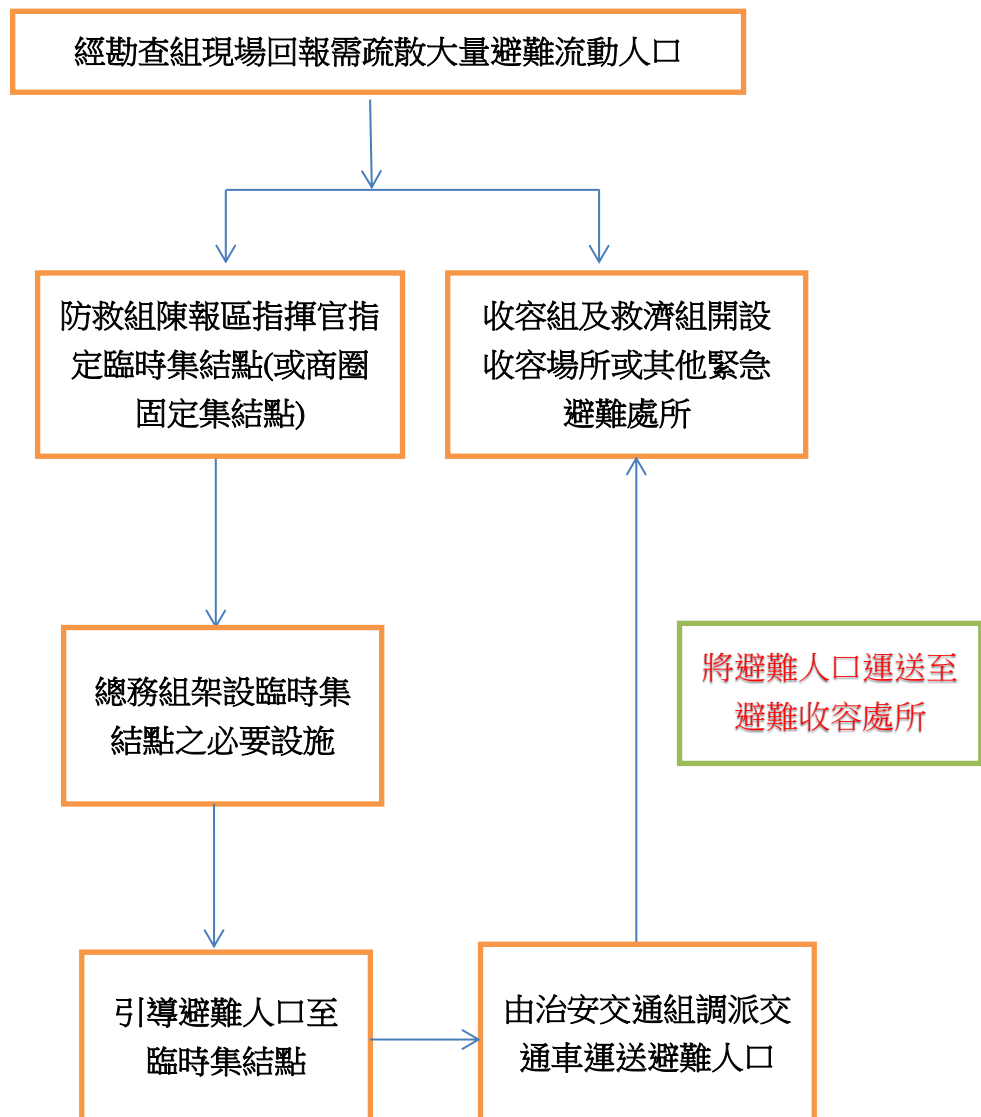 經勘查組現場回報需疏散大量避難流動人口
防救組陳報區指揮官指
定臨時集結點(或商圈
固定集結點)
收容組及救濟組開設
收容場所或其他緊急
避難處所
總務組架設臨時集
結點之必要設施
將避難人口運送至
避難收容處所
引導避難人口至
臨時集結點
由治安交通組調派交
通車運送避難人口